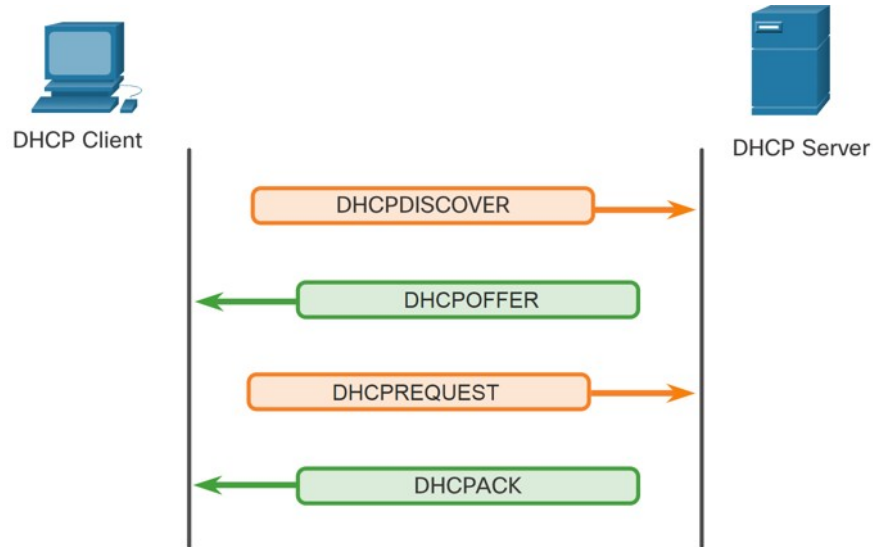 DHCP Client
DHCP Server
DHCPDISCOVER
DHCPOFFER
DHCPREQUEST
DHCPACK